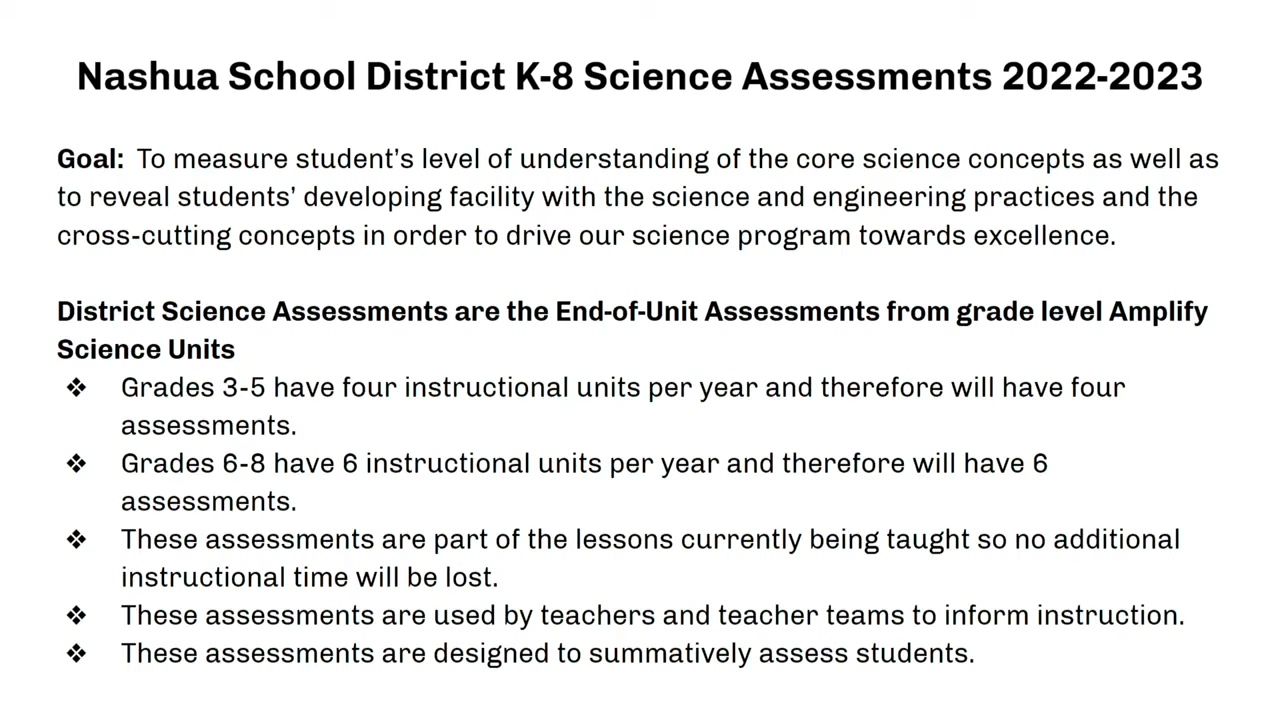 Nashua School District K-8 Science Assessments 2022-2023
Goal: To measure student's level of understanding of the core science concepts as well as
to reveal students' developing facility with the science and engineering practices and the
cross-cutting concepts in order to drive our science program towards excellence.
District Science Assessments are the End-of-Unit Assessments from grade level Amplify
Science Units
❖ Grades 3-5 have four instructional units per year and therefore will have four
assessments.
❖ Grades 6-8 have 6 instructional units per year and therefore will have 6
assessments.
❖ These assessments are part of the lessons currently being taught so no additional
instructional time will be lost.
❖ These assessments are used by teachers and teacher teams to inform instruction.
❖ These assessments are designed to summatively assess students.